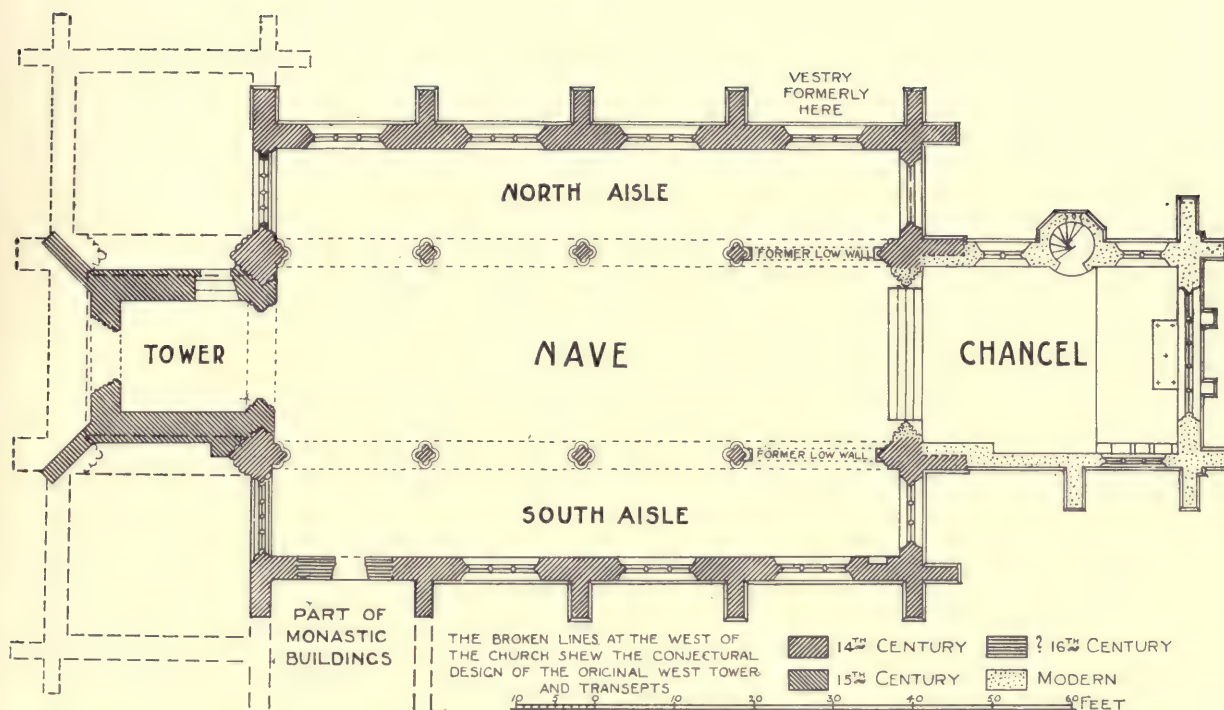 VESTRY
FORMERLY
HERE
NORTH AISLE
FORMER LOW WALL
TOWER
NAVE
CHANCEL
FORMER LOW WALL
SOUTH AISLE
PART OF
MONASTIC
BUILDINGS
THE BROKEN LINES AT THE WEST OF
THE CHURCH SHEW THE CONJECTURAL
DESIGN OF THE ORIGINAL WEST TOWER
AND TRANSEPTS
14TH CENTURY
? 16TH CENTURY
15TH CENTURY
MODERN
10 5 0 10 20 30 40 50 60
FEET